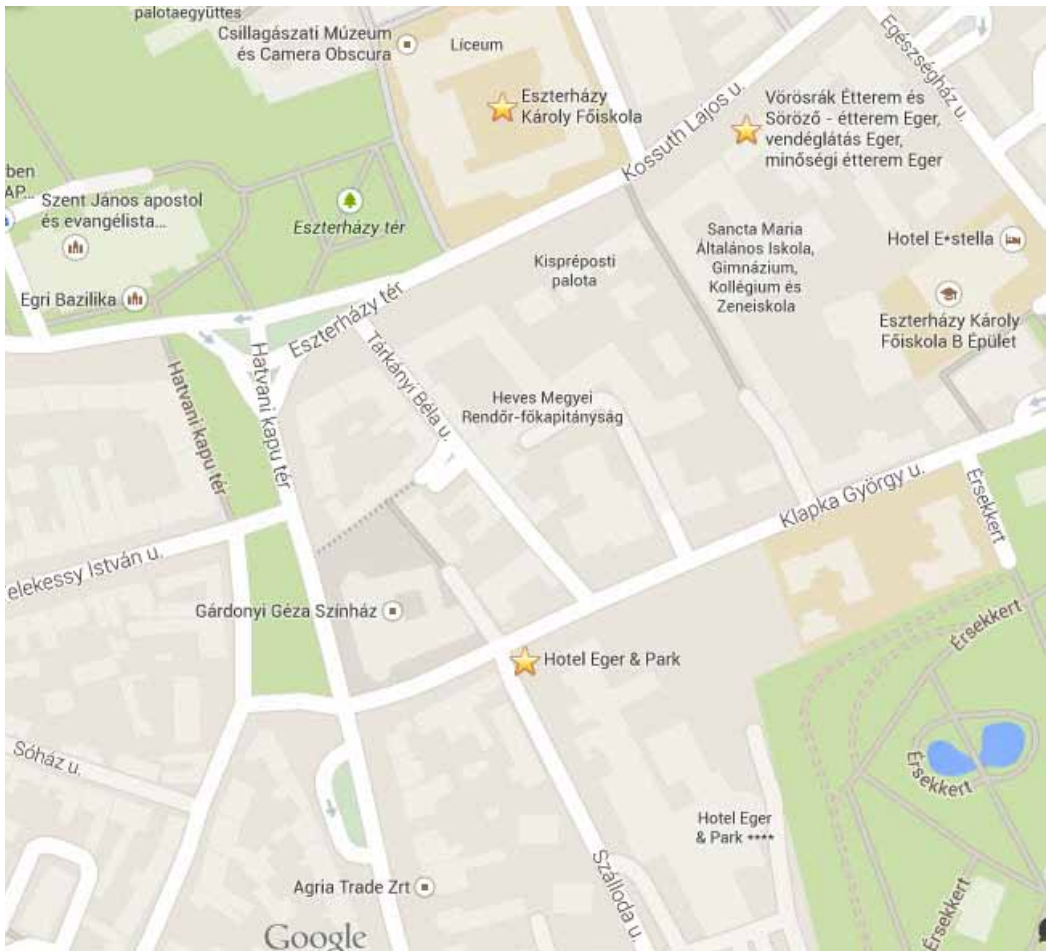 palotaegyüttes
Csillagászati Múzeum
és Camera Obscura
Líceum
Egészségház u.
Eszterházy
Károly Főiskola
Kossuth Lajos u.
Vörösrák Étterem és
Söröző - étterem Eger,
vendéglátás Eger,
minőségi étterem Eger
ben
AP...
Szent János apostol
és evangélista...
Eszterházy tér
Sancta Maria
Általános Iskola,
Gimnázium,
Kollégium és
Zeneiskola
Hotel E*stella
Kispréposti
palota
Egri Bazilika
Eszterházy tér
Eszterházy Károly
Főiskola B Épület
Hatvani kapu tér
Hatvani kapu tér
Tárkányi Béla u.
Heves Megyei
Rendőr-főkapitányság
Klapka György u.
Érsekkert
elekessy István u.
Gárdonyi Géza Színház
Érsekkert
Hotel Eger & Park
Sóház u.
Érsekkert
Hotel Eger
& Park ****
Szálloda u.
Agria Trade Zrt
Érsekkert
Google